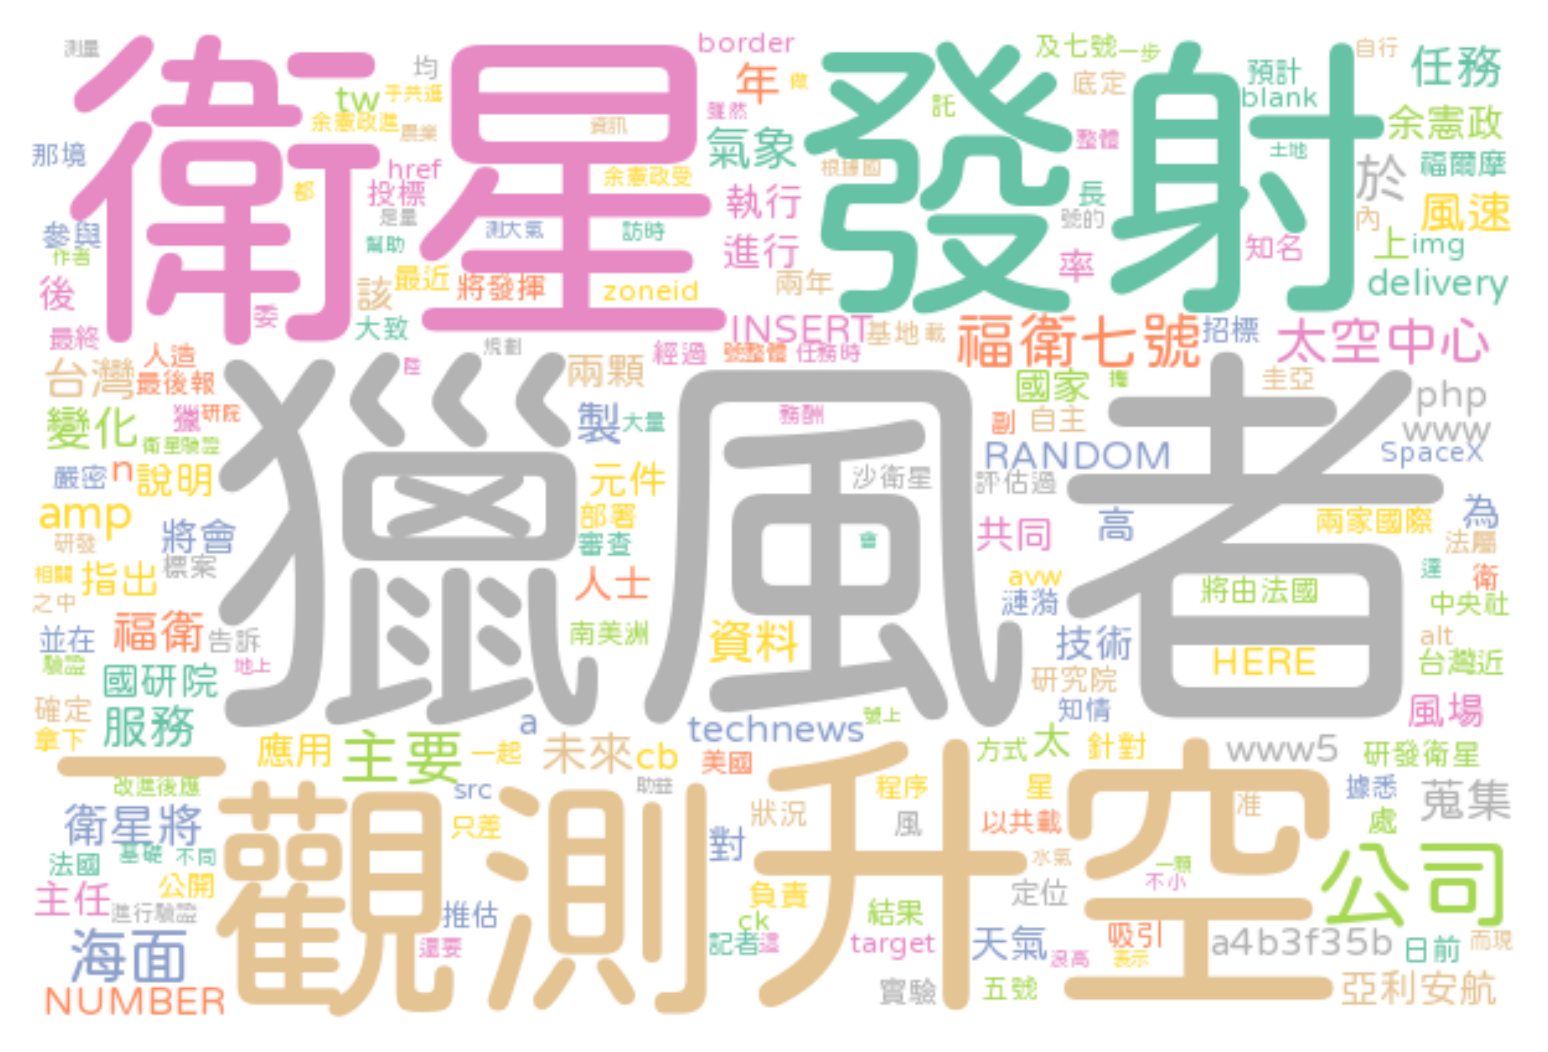 測量
均
border
及七號
一步
自行
衛星
發射
tw
手共進
年
做
預計
任務
余憲政進
農業
資訊
雖然
託
底定
blank
余憲政
那境
href
氣象
根據國
整體
土地
福爾摩
都
投標
余憲政受
執行
長
於
參與
是量
測大氣
訪時
號的
內
風速
作者
幫助
進行
知名
上
img
後
該
最近
將發揮
zoneid
兩年
率
delivery
委
大致
INSERT
基地
載
福衛七號
招標
太空中心
最終
人造
規劃
經過
號整體
任務時
台灣
最後報
獵風者
陸
兩顆
國家
圭亞
php
變化
獵
研院
製
大量
務酬
副
自主
www
衛星驗證
RANDOM
SpaceX
嚴密
n
說明
元件
沙衛星
評估過
amp
將會
部署
共同
高
兩家國際
為
研發
標案
審查
會
法屬
相關
指出
人士
avw
將由法國
達
衛
之中
漣漪
中央社
福衛
告訴
南美洲
資料
技術
alt
並在
HERE
台灣近
驗證
地上
國研院
研究院
確定
服務
a
technews
號上
知情
風場
拿下
應用
主要
一起
未來
cb
美國
方式
太
針對
www5
研發衛星
一
觀測
升空
改進後應
src
助益
程序
星
准
據悉
蒐集
衛星將
只差
對
狀況
風
以共載
處
法國
基礎
不同
水氣
一顆
公司
主任
公開
負責
定位
不小
進行驗證
推估
ck
結果
海面
還要
記者
這
target
天氣
吸引
a4b3f35b
日前
而現
浪高
表示
NUMBER
實驗
五號
亞利安航